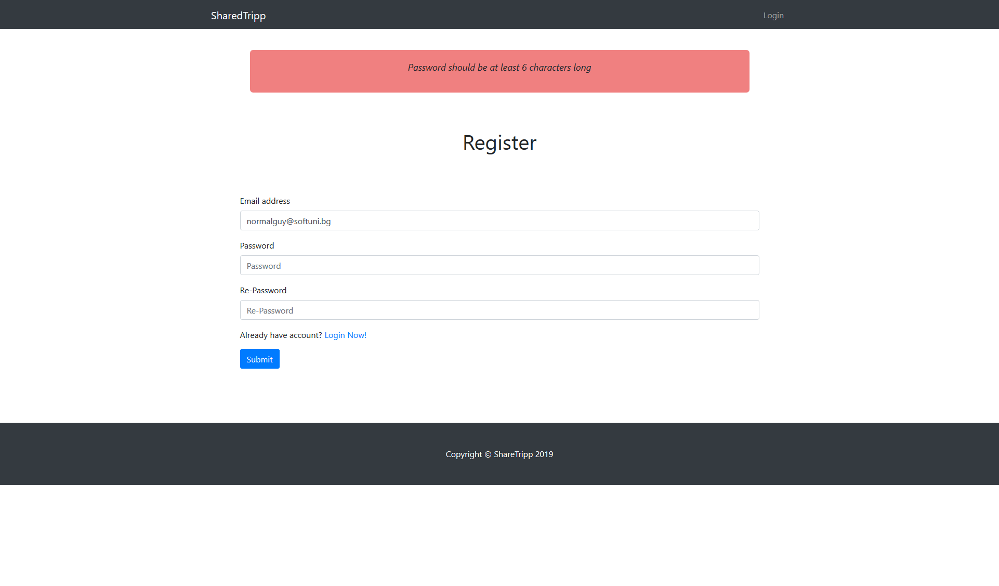 SharedTripp
Login
Password should be at least 6 characters long
Register
Email address
normalguy@softuni.bg
Password
Password
Re-Password
Re-Password
Already have account? Login Now!
Submit
Copyright © ShareTripp 2019